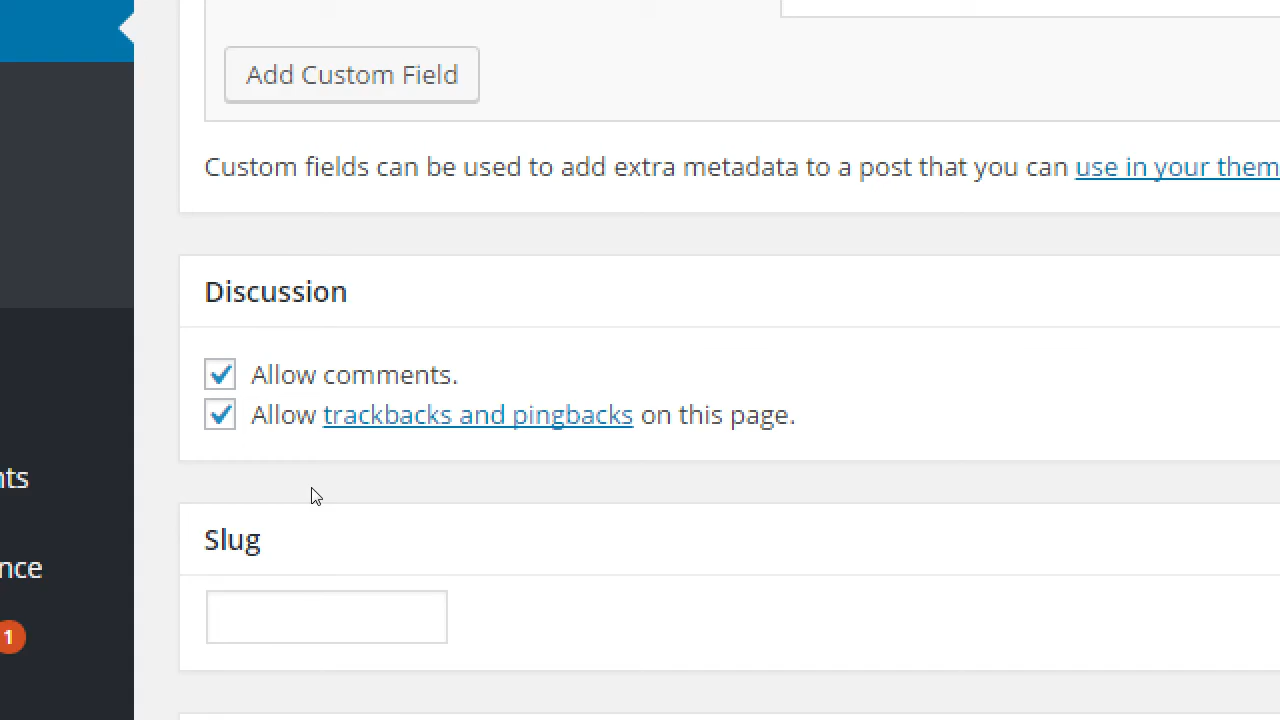 Add Custom Field
Custom fields can be used to add extra metadata to a post that you can use in your them
Discussion
Allow comments.
Allow trackbacks and pingbacks on this page.
nts
Slug
nce
1